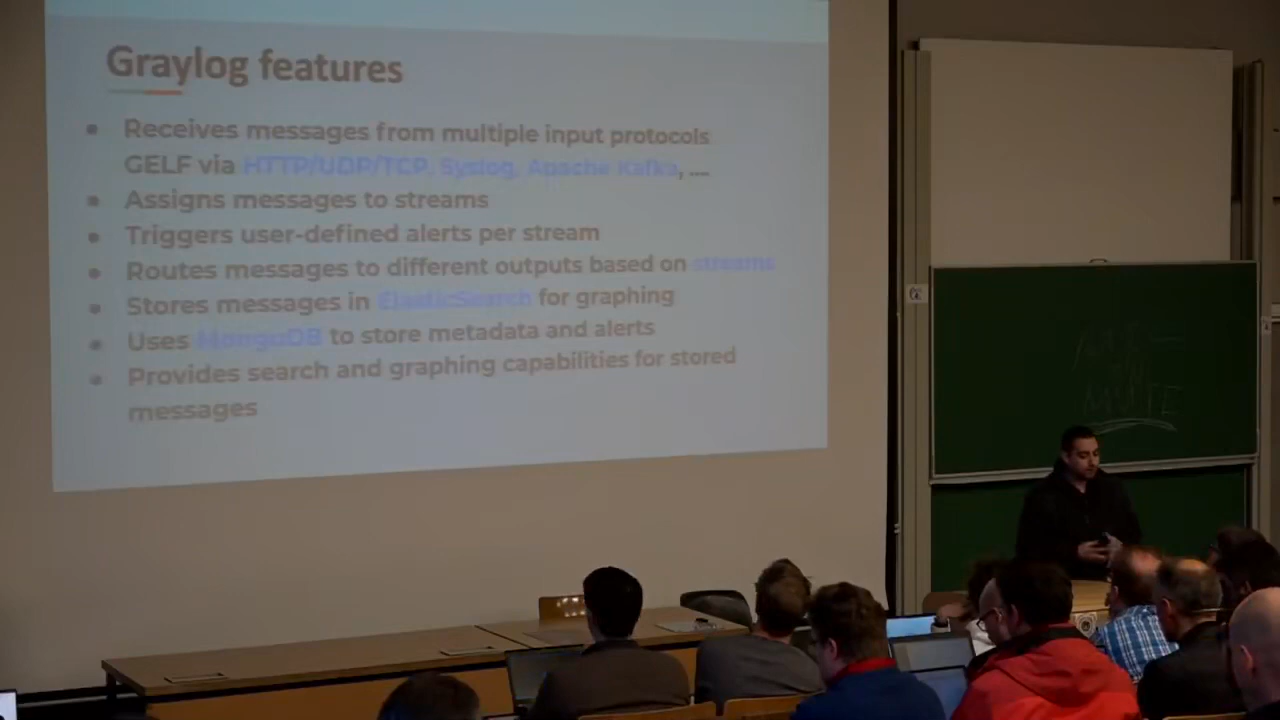 Graylog features
Receives messages from multiple input protocols
GELF via HTTP/UDP/TCP, Syslog, Apache Kafka, ....
Assigns messages to streams
Triggers user-defined alerts per stream
Routes messages to different outputs based on streams
Stores messages in ElasticSearch for graphing
Uses MonguDB to store metadata and alerts
Provides search and graphing capabilities for stored
messages
MUTE